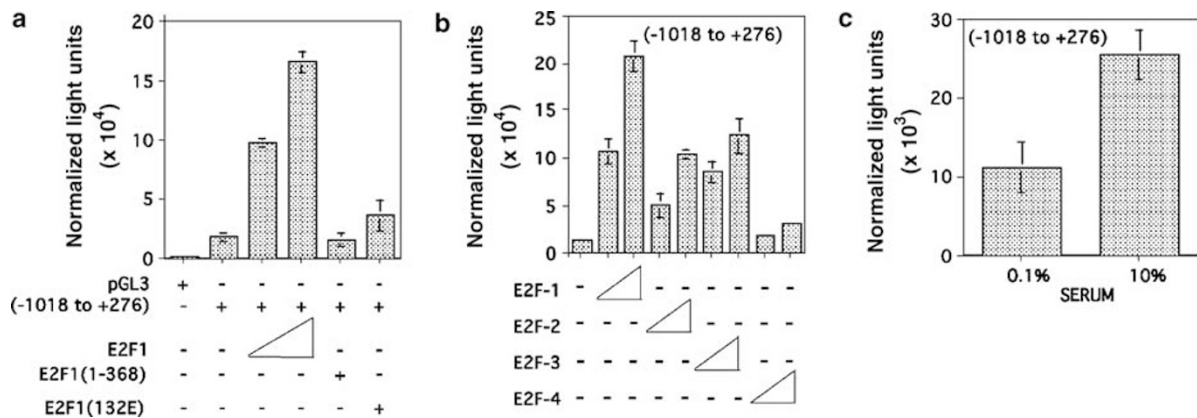 a
Normalized light units
(x 10⁴)
20
15
10
5
0
pGL3 + - - - - -
(-1018 to +276) - + + + + +
E2F1 - - - -
E2F1(1-368) - - - - + -
E2F1(132E) - - - - - +
b
Normalized light units
(x 10⁴)
25
20
15
10
5
0
(-1018 to +276)
E2F-1 - - - - - - -
E2F-2 - - - - - - -
E2F-3 - - - - - - -
E2F-4 - - - - - - -
c
Normalized light units
(x 10³)
30
20
10
0
(-1018 to +276)
0.1% 10%
SERUM